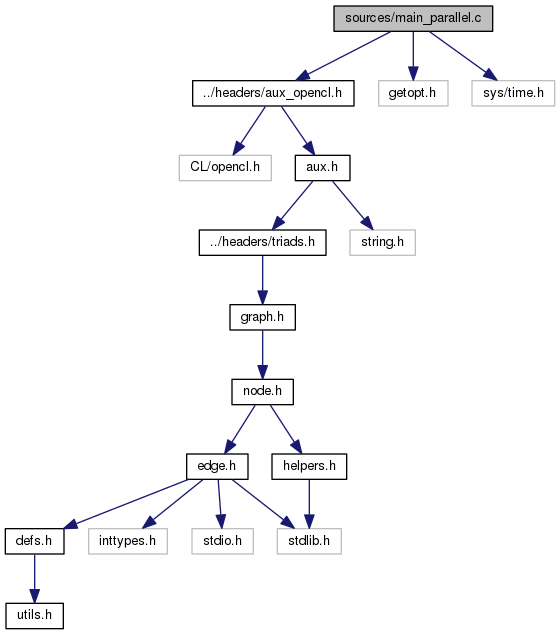 sources/main_parallel.c
../headers/aux_opencl.h
getopt.h
sys/time.h
CL/opencl.h
aux.h
../headers/triads.h
string.h
graph.h
node.h
edge.h
helpers.h
defs.h
inttypes.h
stdio.h
stdlib.h
utils.h